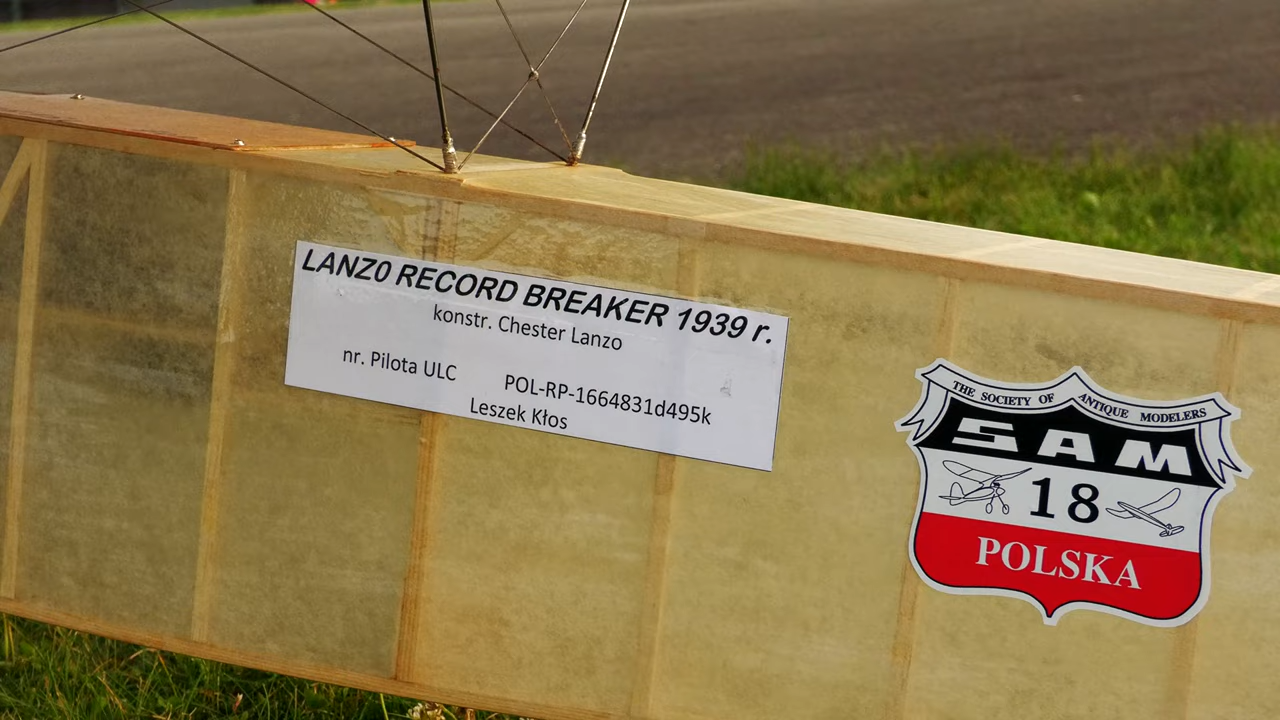 LANZ0 RECORD BREAKER 1939 r.
konstr. Chester Lanzo
nr. Pilota ULC POL-RP-1664831d495k
Leszek Kłos
THE SOCIETY OF ANTIQUE MODELERS
SAM
18
POLSKA